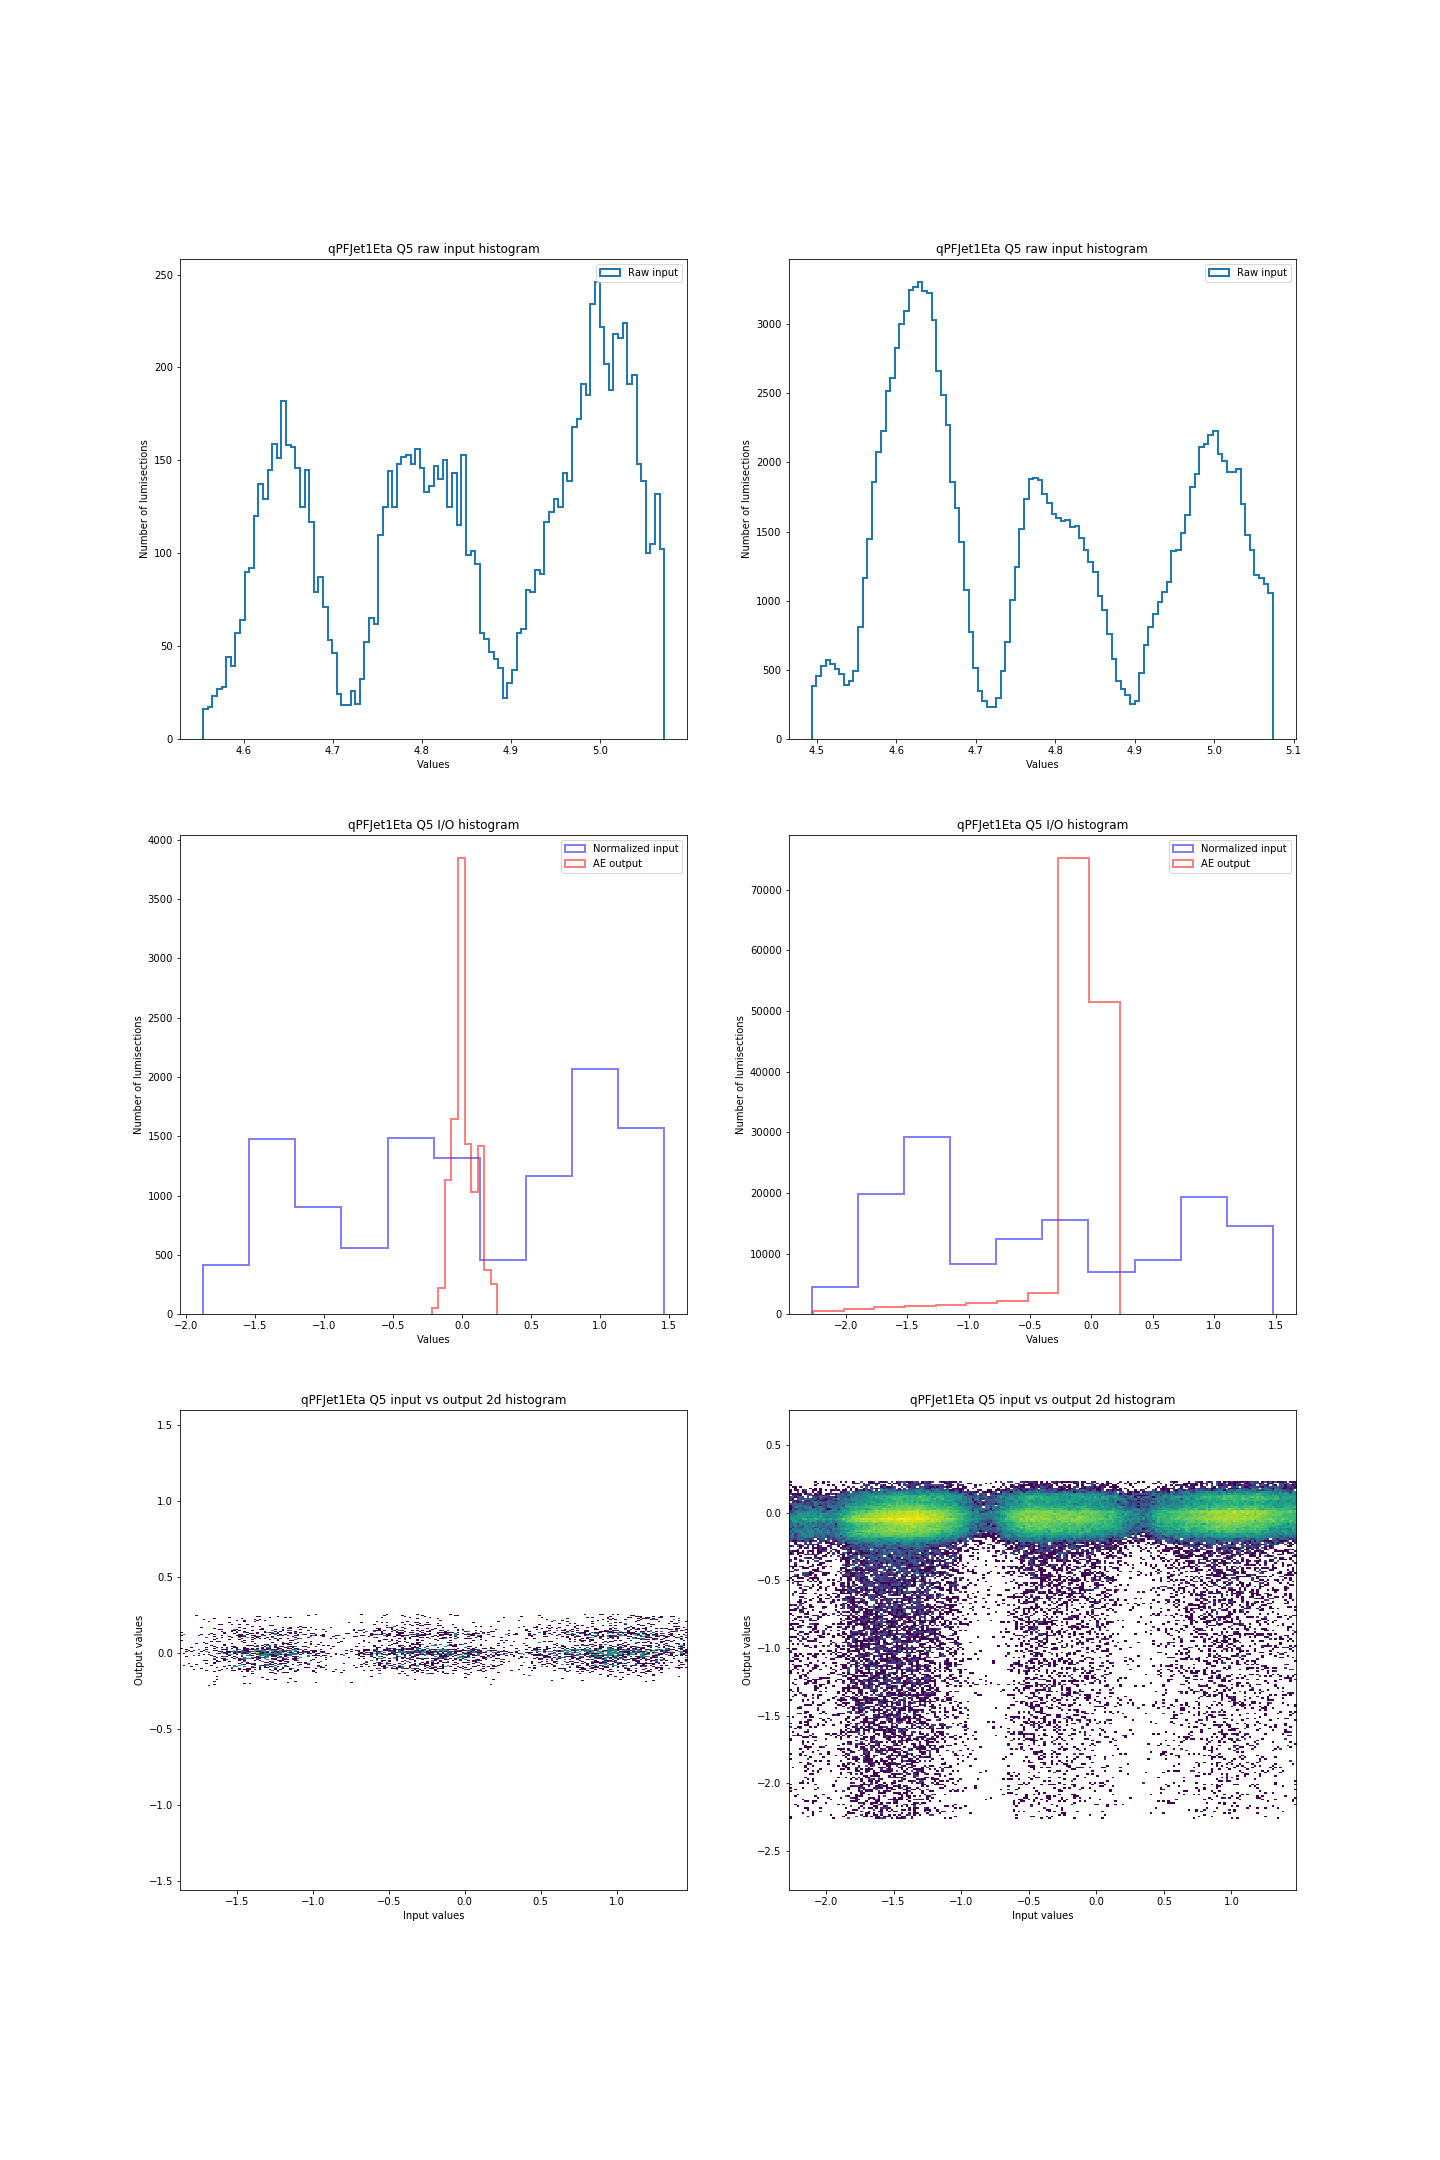 qPFJet1Eta Q5 raw input histogram
Raw input
250
200
150
100
50
0
Number of lumisections
4.6 4.7 4.8 4.9 5.0
Values
qPFJet1Eta Q5 raw input histogram
Raw input
3000
2500
2000
1500
1000
500
0
Number of lumisections
4.5 4.6 4.7 4.8 4.9 5.0 5.1
Values
qPFJet1Eta Q5 I/O histogram
Normalized input
AE output
4000
3500
3000
2500
2000
1500
1000
500
0
Number of lumisections
−2.0 −1.5 −1.0 −0.5 0.0 0.5 1.0 1.5
Values
qPFJet1Eta Q5 I/O histogram
Normalized input
AE output
70000
60000
50000
40000
30000
20000
10000
0
Number of lumisections
−2.0 −1.5 −1.0 −0.5 0.0 0.5 1.0 1.5
Values
qPFJet1Eta Q5 input vs output 2d histogram
1.5
1.0
0.5
0.0
−0.5
−1.0
−1.5
Output values
−1.5 −1.0 −0.5 0.0 0.5 1.0
Input values
qPFJet1Eta Q5 input vs output 2d histogram
0.5
0.0
−0.5
−1.0
−1.5
−2.0
−2.5
Output values
−2.0 −1.5 −1.0 −0.5 0.0 0.5 1.0
Input values